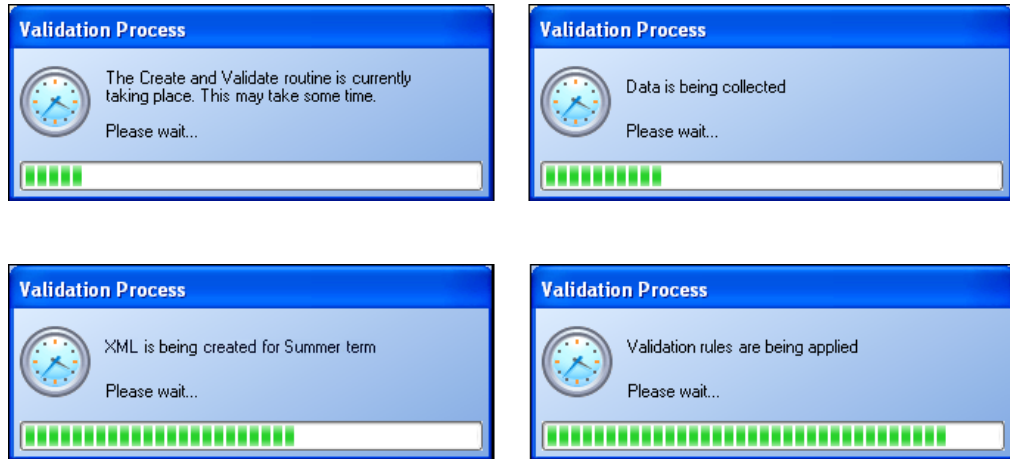 Validation Process
The Create and Validate routine is currently
taking place. This may take some time.
Please wait...
Validation Process
Data is being collected
Please wait...
Validation Process
XML is being created for Summer term
Please wait...
Validation Process
Validation rules are being applied
Please wait...